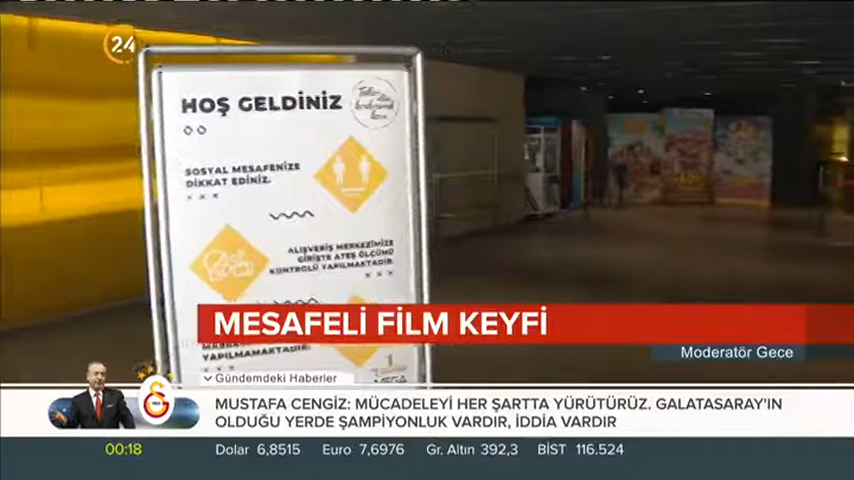 24
HOŞ GELDİNİZ
SOSYAL MESAFENİZE
DİKKAT EDİNİZ.
ALIŞVERİŞ MERKEZİMİZE
GİRİŞTE ATEŞ ÖLÇÜMÜ
KONTROLÜ YAPILMAKTADIR.
MESAFELİ FİLM KEYFİ
YAPILMAMAKTADIR.
Moderatör Gece
Gündemdeki Haberler
MUSTAFA CENGİZ: MÜCADELEYİ HER ŞARTTA YÜRÜTÜRÜZ. GALATASARAY'IN
OLDUĞU YERDE ŞAMPİYONLUK VARDIR, İDDİA VARDIR
00:18 Dolar 6,8515 Euro 7,6976 Gr. Altın 392,3 BİST 116.524